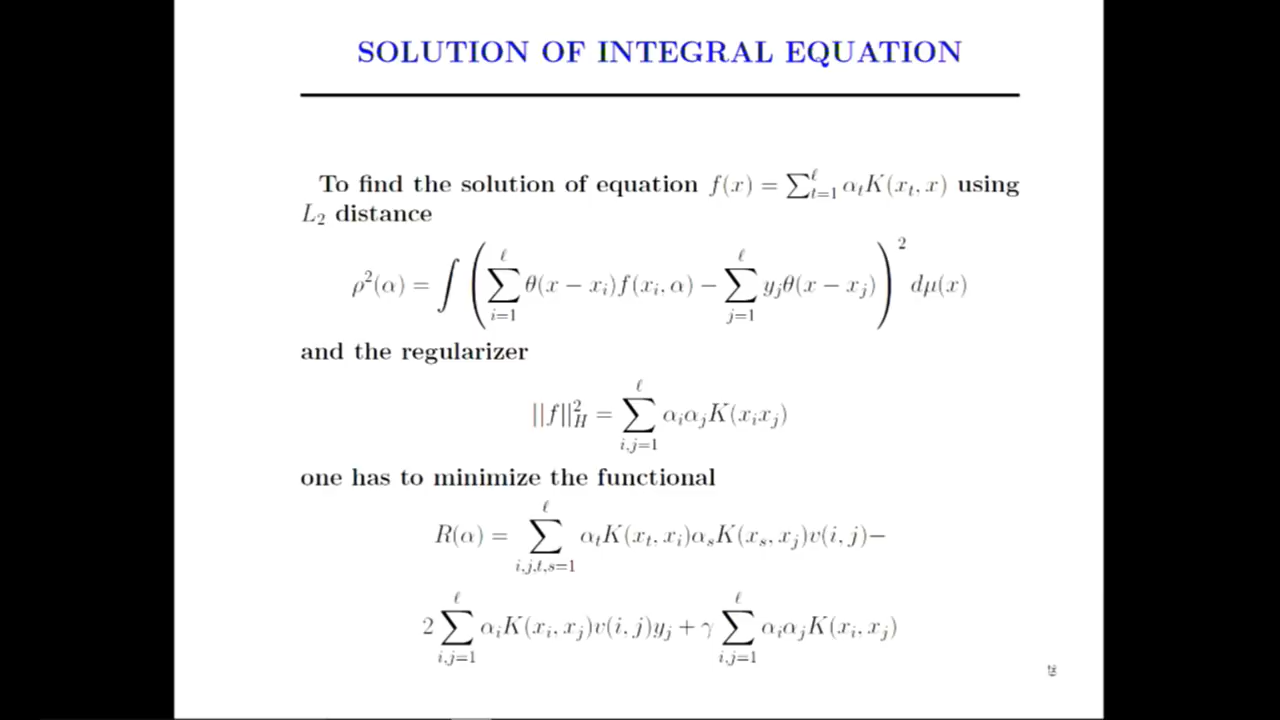 SOLUTION OF INTEGRAL EQUATION
To find the solution of equation f(x) = ∑_{t=1}^{ℓ} α_t K(x_t, x) using
L_2 distance
ρ^2(α) = ∫ ( ∑_{i=1}^{ℓ} θ(x − x_i) f(x_i, α) − ∑_{j=1}^{ℓ} y_j θ(x − x_j) )^2 dμ(x)
and the regularizer
||f||_H^2 = ∑_{i,j=1}^{ℓ} α_i α_j K(x_i x_j)
one has to minimize the functional
R(α) = ∑_{i,j,t,s=1}^{ℓ} α_t K(x_t, x_i) α_s K(x_s, x_j) v(i, j)−
2 ∑_{i,j=1}^{ℓ} α_i K(x_i, x_j) v(i, j) y_j + γ ∑_{i,j=1}^{ℓ} α_i α_j K(x_i, x_j)